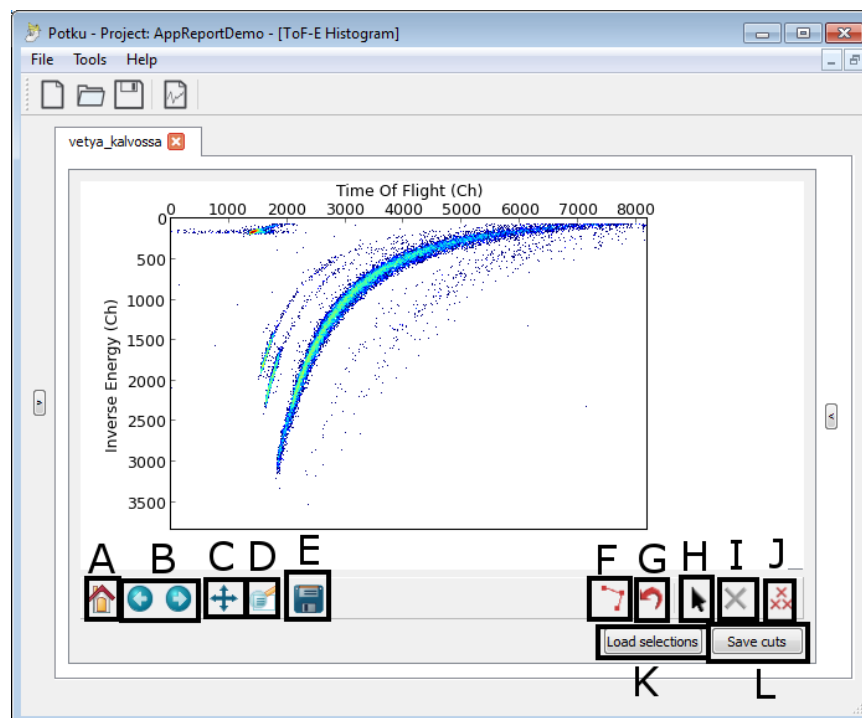 Potku - Project: AppReportDemo - [ToF-E Histogram]
File Tools Help
vetya_kalvossa
Time Of Flight (Ch)
0 1000 2000 3000 4000 5000 6000 7000 8000
0
500
1000
1500
2000
2500
3000
3500
Inverse Energy (Ch)
A B C D E F G H I J_
Load selections Save cuts
K L